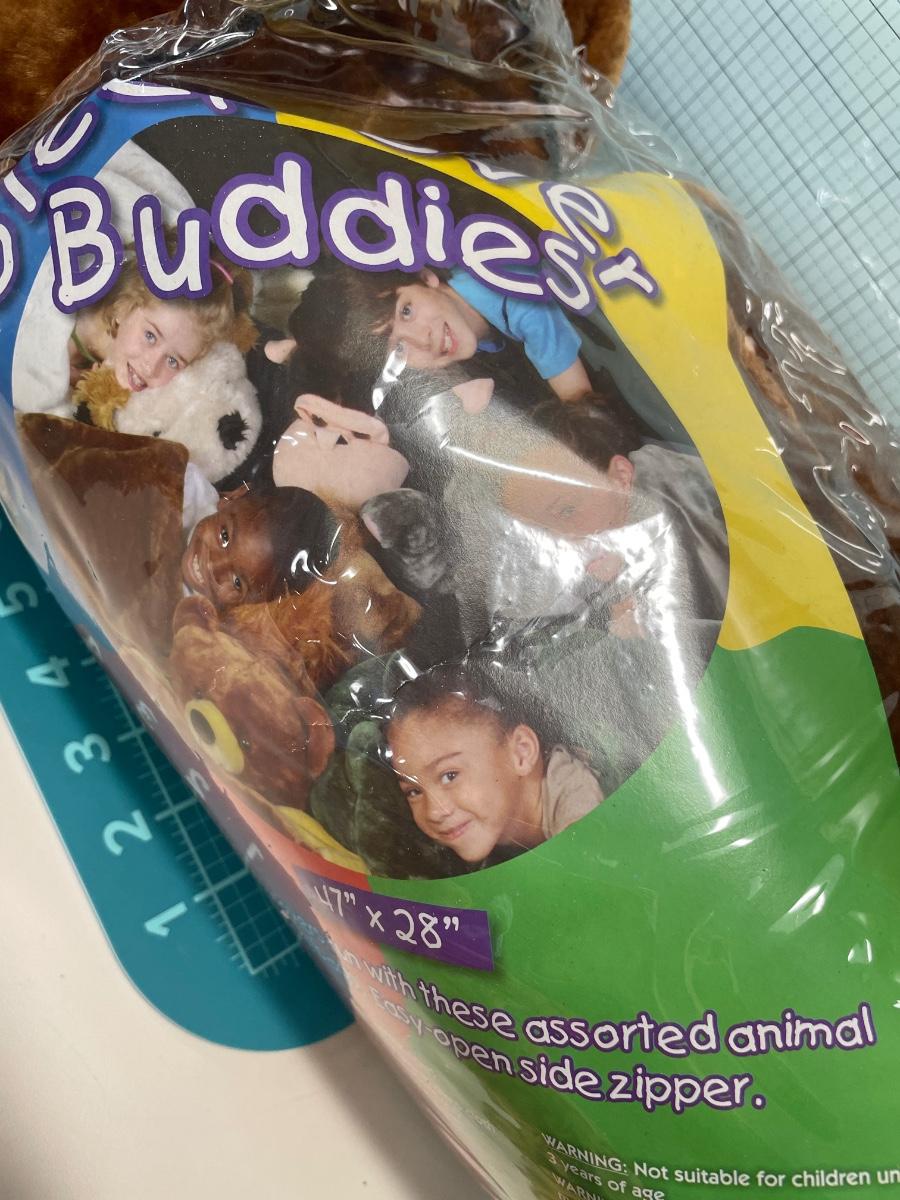 Buddies
47" x 28"
with these assorted animal
Easy-open side zipper.
WARNING: Not suitable for children un
3 years of age
5
4
3
2
1